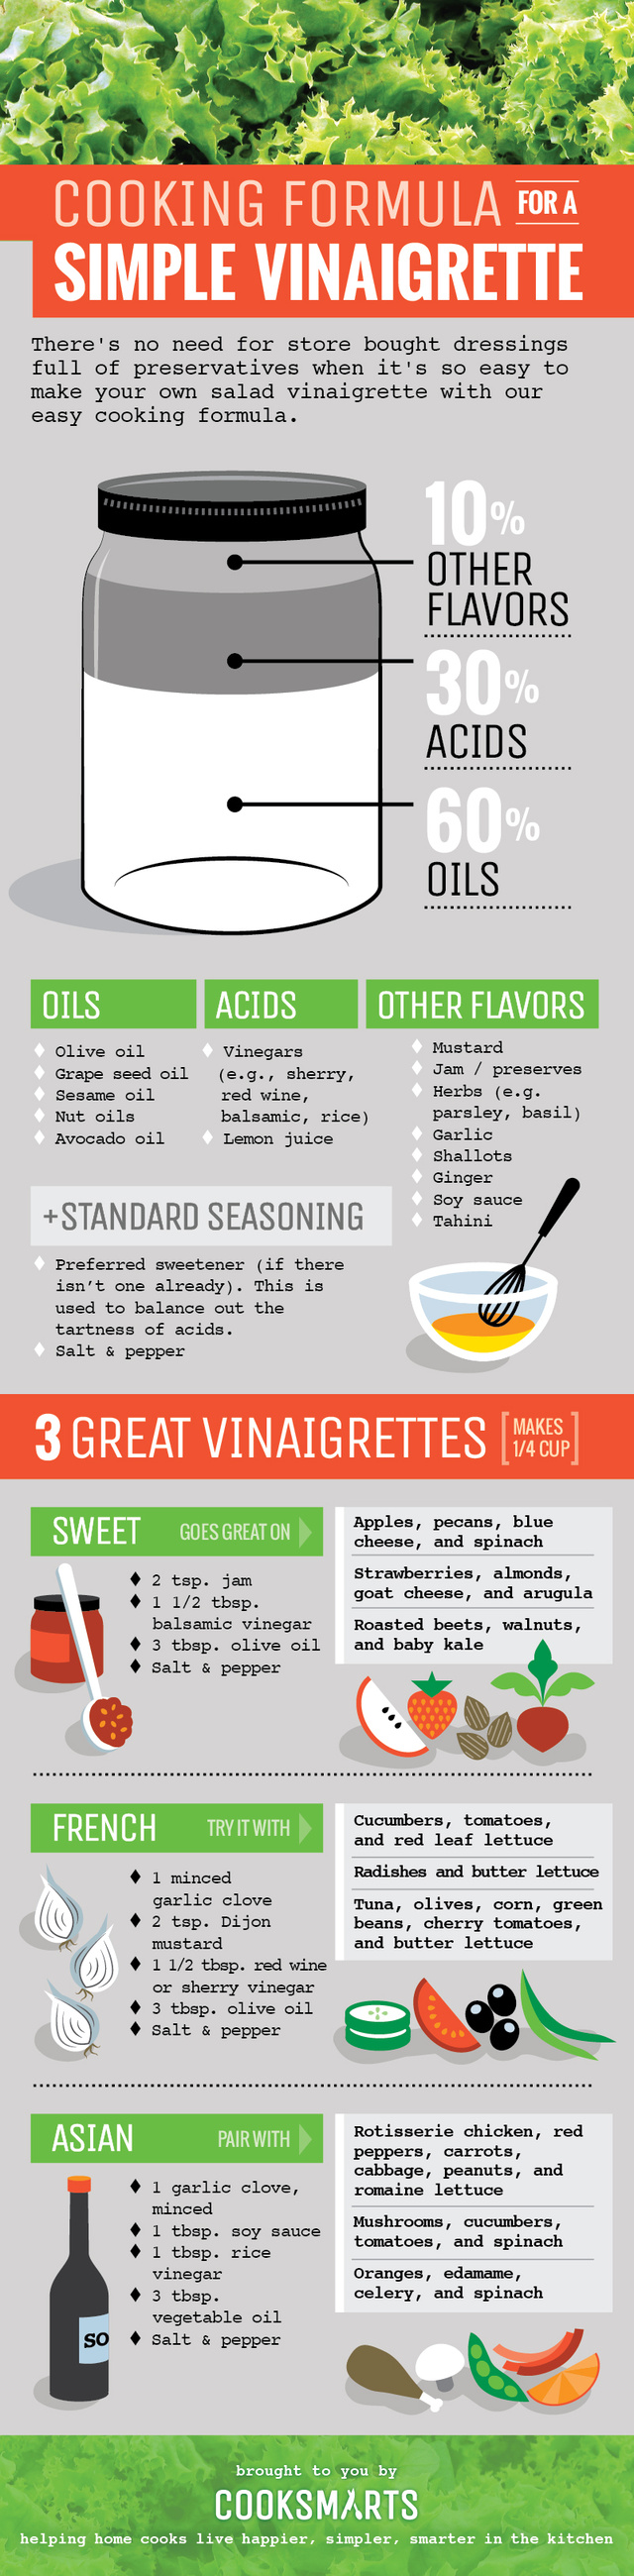 COOKING FORMULA FOR A
SIMPLE VINAIGRETTE
There's no need for store bought dressings
full of preservatives when it's so easy to
make your own salad vinaigrette with our
easy cooking formula.
10%
OTHER
FLAVORS
30%
ACIDS
60%
OILS
OILS
Olive oil
Grape seed oil
Sesame oil
Nut oils
Avocado oil
ACIDS
Vinegars
(e.g., sherry,
red wine,
balsamic, rice)
Lemon juice
OTHER FLAVORS
Mustard
Jam / preserves
Herbs (e.g.
parsley, basil)
Garlic
Shallots
Ginger
Soy sauce
Tahini
+STANDARD SEASONING
Preferred sweetener (if there
isn't one already). This is
used to balance out the
tartness of acids.
Salt & pepper
3 GREAT VINAIGRETTES [MAKES
1/4 CUP]
SWEET GOES GREAT ON
2 tsp. jam
1 1/2 tbsp.
balsamic vinegar
3 tbsp. olive oil
Salt & pepper
Apples, pecans, blue
cheese, and spinach
Strawberries, almonds,
goat cheese, and arugula
Roasted beets, walnuts,
and baby kale
FRENCH TRY IT WITH
1 minced
garlic clove
2 tsp. Dijon
mustard
1 1/2 tbsp. red wine
or sherry vinegar
3 tbsp. olive oil
Salt & pepper
Cucumbers, tomatoes,
and red leaf lettuce
Radishes and butter lettuce
Tuna, olives, corn, green
beans, cherry tomatoes,
and butter lettuce
ASIAN PAIR WITH
1 garlic clove,
minced
1 tbsp. soy sauce
1 tbsp. rice
vinegar
3 tbsp.
vegetable oil
Salt & pepper
SO
Rotisserie chicken, red
peppers, carrots,
cabbage, peanuts, and
romaine lettuce
Mushrooms, cucumbers,
tomatoes, and spinach
Oranges, edamame,
celery, and spinach
brought to you by
COOKSMARTS
helping home cooks live happier, simpler, smarter in the kitchen